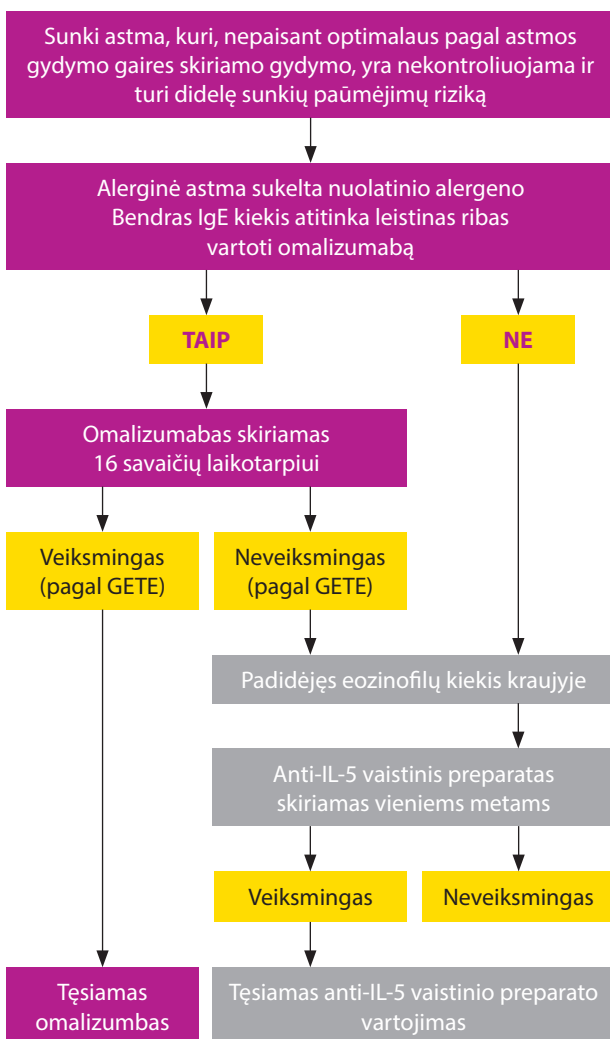 Sunki astma, kuri, nepaisant optimalaus pagal astmos
gydymo gaires skiriamo gydymo, yra nekontroliuojama ir
turi didelę sunkių paūmėjimų riziką
Alerginė astma sukelta nuolatinio alergeno
Bendras IgE kiekis atitinka leistinas ribas
vartoti omalizumabą
TAIP
NE
Omalizumabas skiriamas
16 savaičių laikotarpiui
Veiksmingas
(pagal GETE)
Neveiksmingas
(pagal GETE)
Padidėjęs eozinofilų kiekis kraujyje
Anti-IL-5 vaistinis preparatas
skiriamas vieniems metams
Veiksmingas
Neveiksmingas
Tęsiamas
omalizumbas
Tęsiamas anti-IL-5 vaistinio preparato
vartojimas